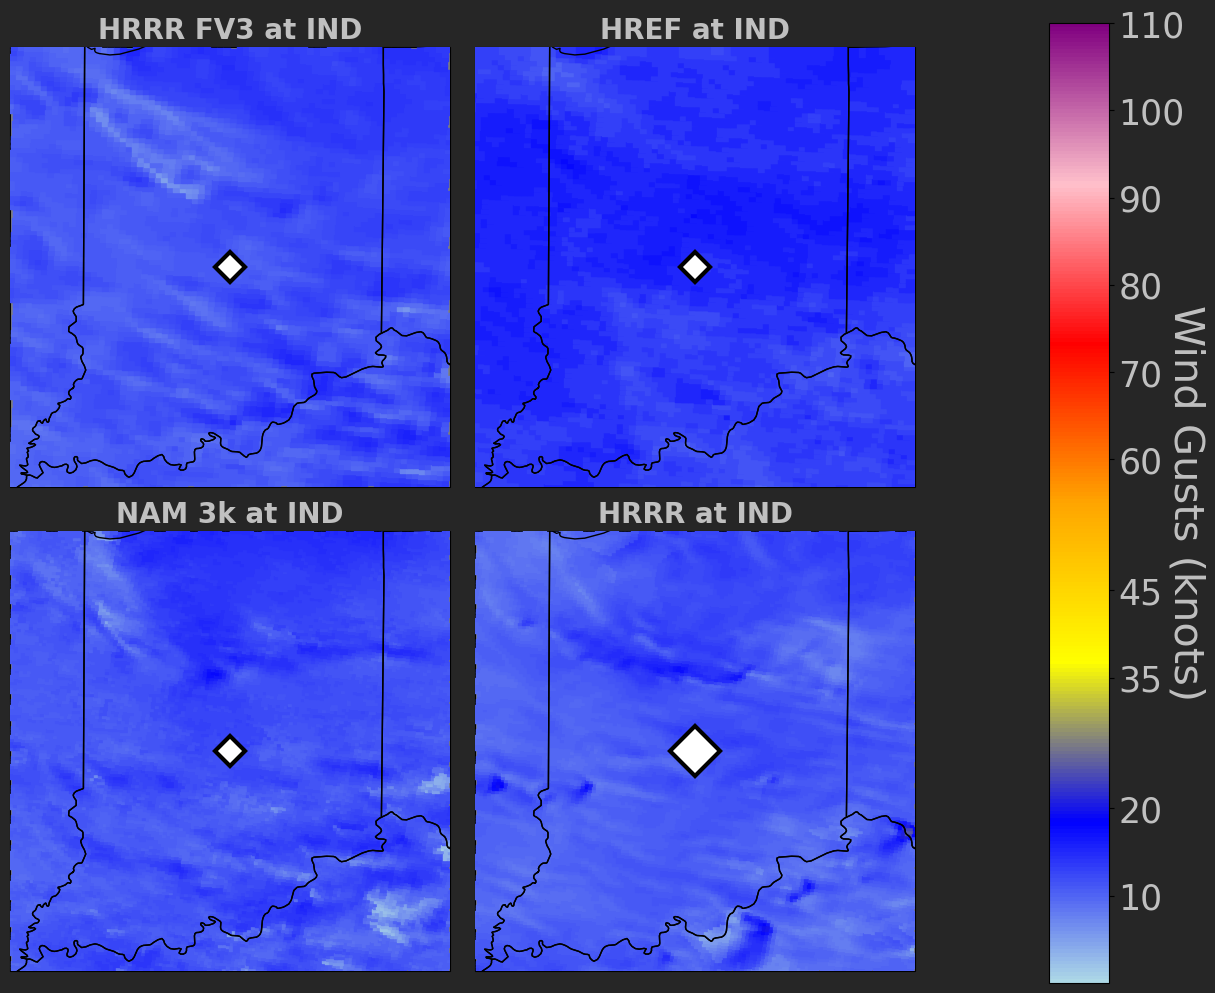 HRRR FV3 at IND
HREF at IND
NAM 3k at IND
HRRR at IND
110
100
90
80
70
60
45
35
20
10
Wind Gusts (knots)